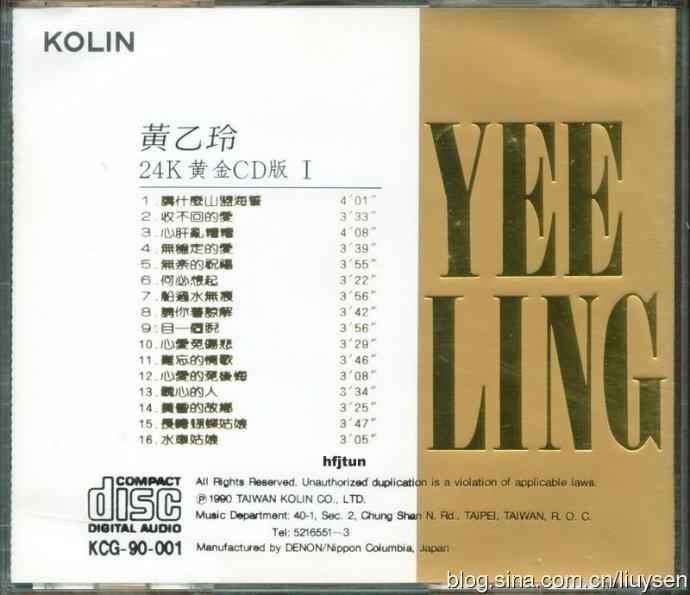 KOLIN
黃乙玲
24K 黄金CD版 I
1. 講什麼山盟海誓 4'01"
2. 收不回的愛 3'33"
3. 心肝亂糟糟 4'08"
4. 無穩定的愛 3'39"
5. 無奈的祝福 3'55"
6. 何必想起 3'22"
7. 船過水無痕 3'56"
8. 請你著諒解 3'42"
9. 目一個睨 3'56"
10. 心愛免傷悲 3'29"
11. 難忘的情歌 3'46"
12. 心愛的免後悔 3'08"
13. 的人 3'34"
14. 黃昏的故鄉 3'25"
15. 長崎蝴蝶姑娘 3'47"
16. 水車姑娘 3'05"
YEE
LING
hfjtun
COMPACT
disc
DIGITAL AUDIO
KCG-90-001
All Rights Reserved. Unauthorized duplication is a violation of applicable laws.
Ⓟ1990 TAIWAN KOLIN CO., LTD.
Music Department: 40-1, Sec. 2, Chung Shan N. Rd., TAIPEI, TAIWAN, R. O. C.
Tel: 5216551~3
Manufactured by DENON/Nippon Columbia, Japan
blog.sina.com.cn/liuysen